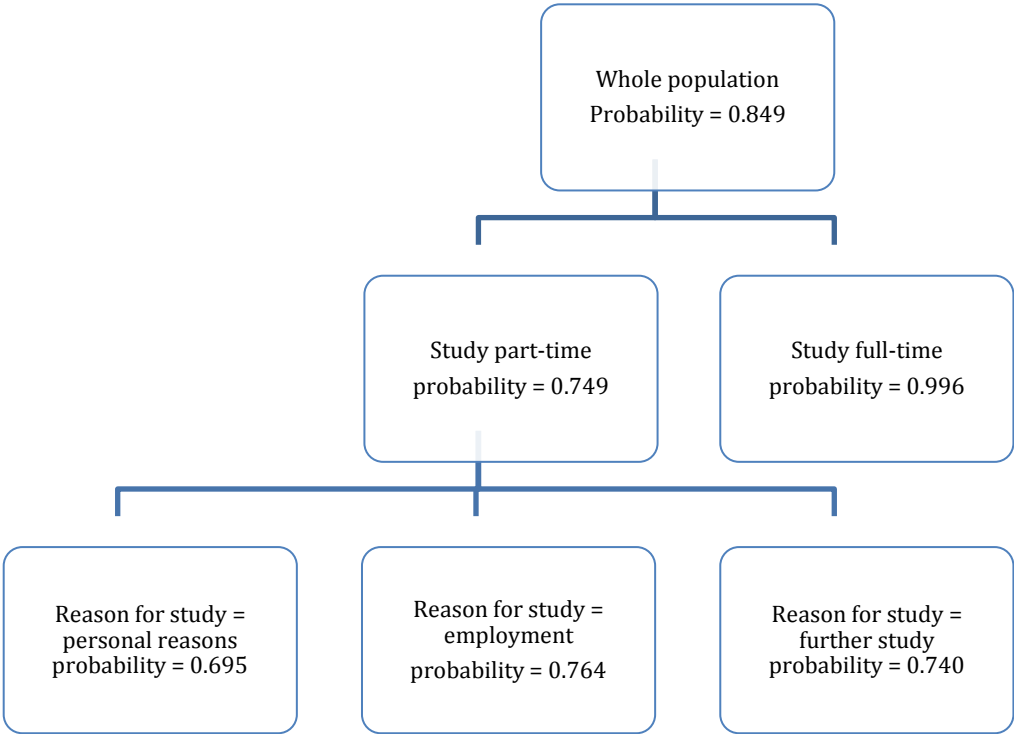 Whole population
Probability = 0.849
Study part-time
probability = 0.749
Study full-time
probability = 0.996
Reason for study =
personal reasons
probability = 0.695
Reason for study =
employment
probability = 0.764
Reason for study =
further study
probability = 0.740